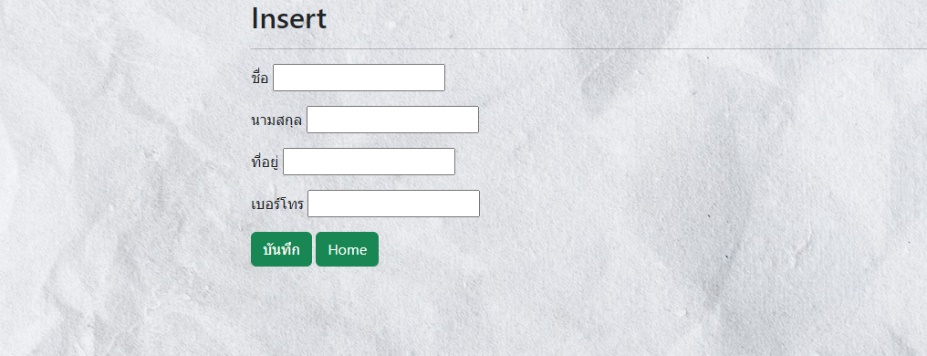 Insert
ชื่อ
นามสกุล
ที่อยู่
เบอร์โทร
บันทึก Home